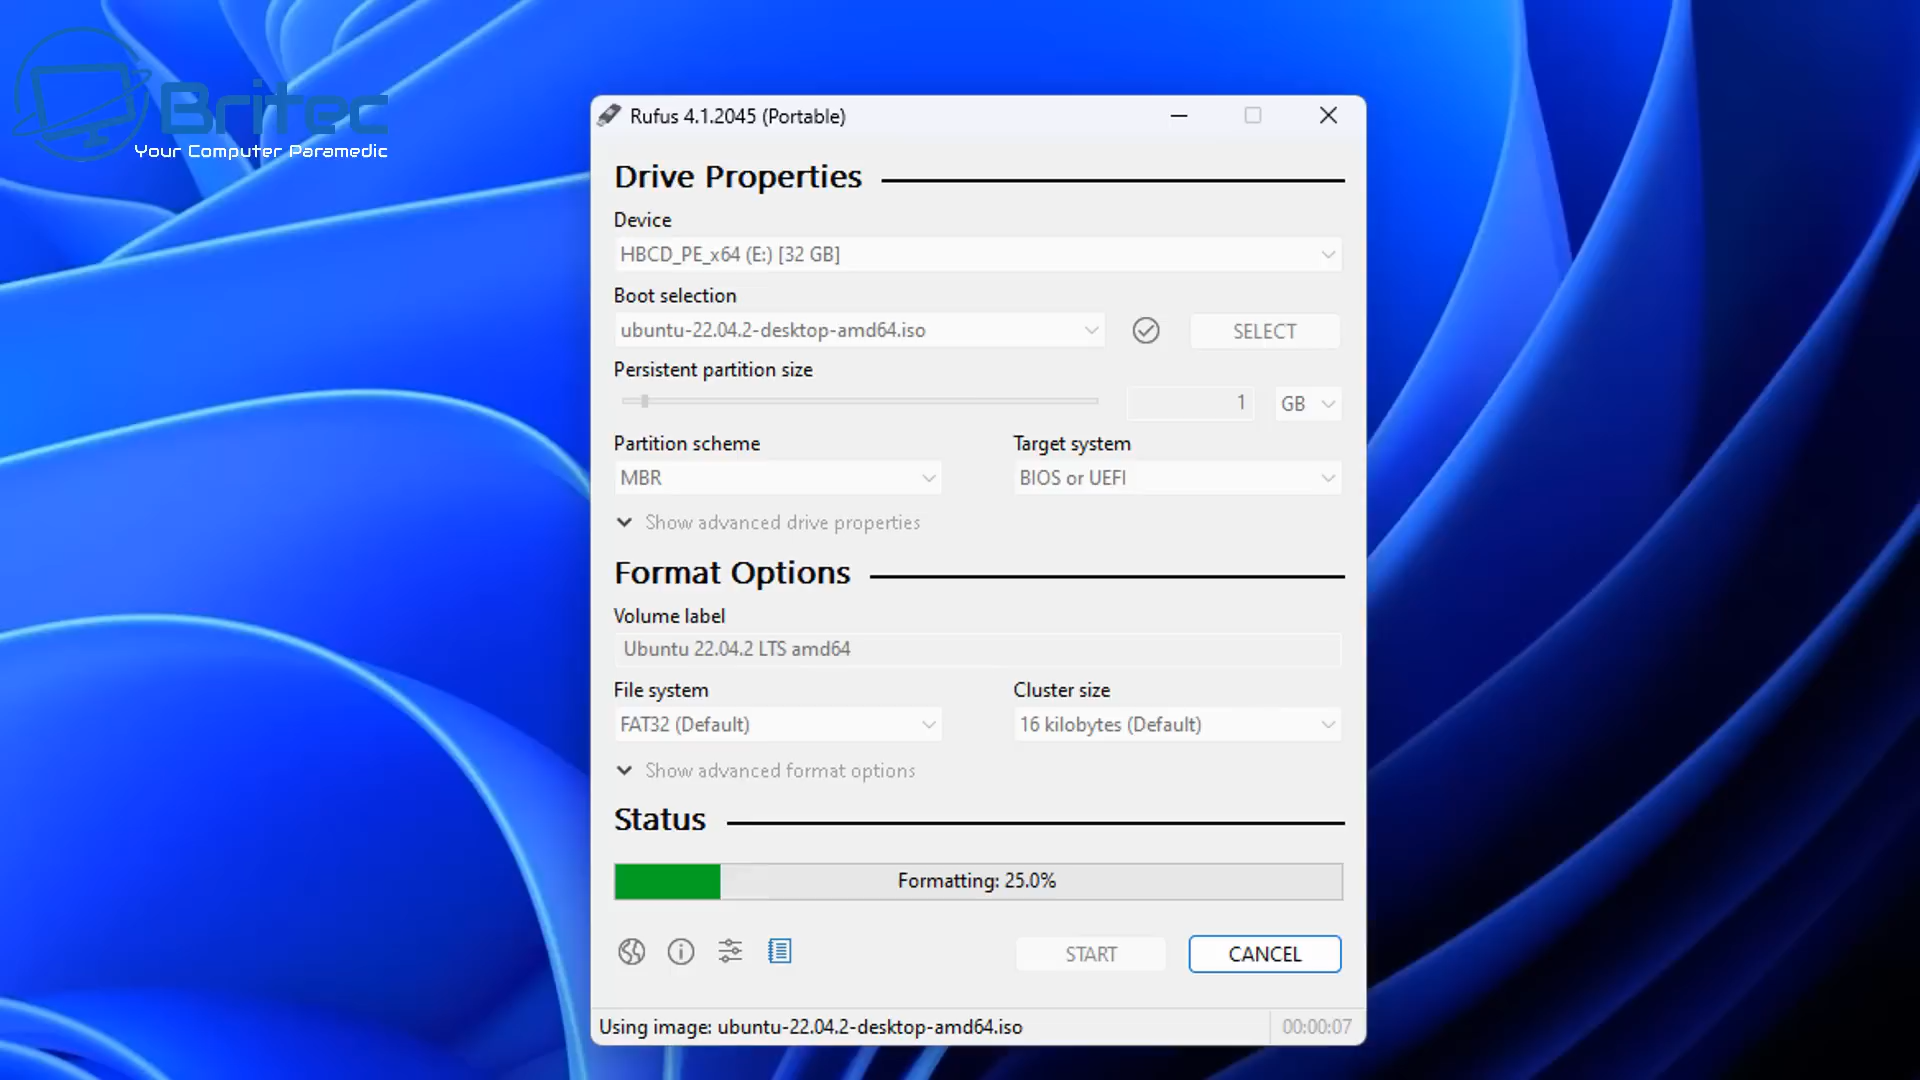 Britec
Your Computer Paramedic
Rufus 4.1.2045 (Portable)
Drive Properties
Device
HBCD_PE_x64 (E:) [32 GB]
Boot selection
ubuntu-22.04.2-desktop-amd64.iso
SELECT
Persistent partition size
1 GB
Partition scheme Target system
MBR BIOS or UEFI
Show advanced drive properties
Format Options
Volume label
Ubuntu 22.04.2 LTS amd64
File system Cluster size
FAT32 (Default) 16 kilobytes (Default)
Show advanced format options
Status
Formatting: 25.0%
START CANCEL
Using image: ubuntu-22.04.2-desktop-amd64.iso 00:00:07